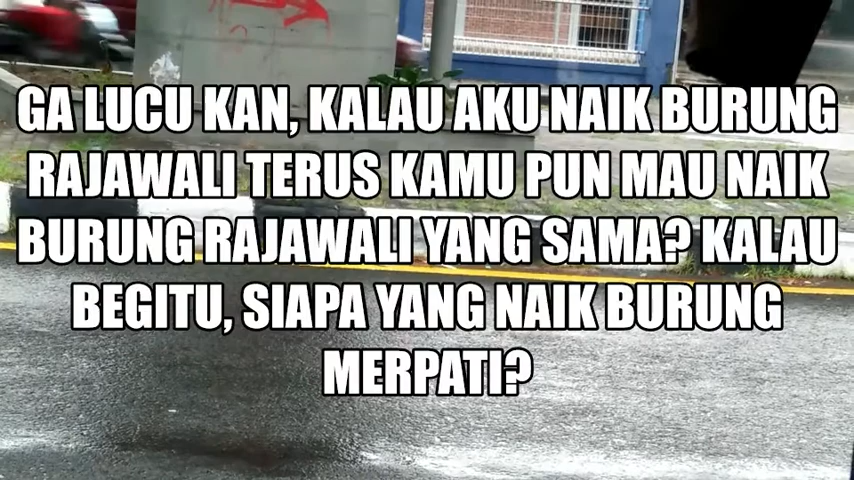 GA LUCU KAN, KALAU AKU NAIK BURUNG
RAJAWALI TERUS KAMU PUN MAU NAIK
BURUNG RAJAWALI YANG SAMA? KALAU
BEGITU, SIAPA YANG NAIK BURUNG
MERPATI?